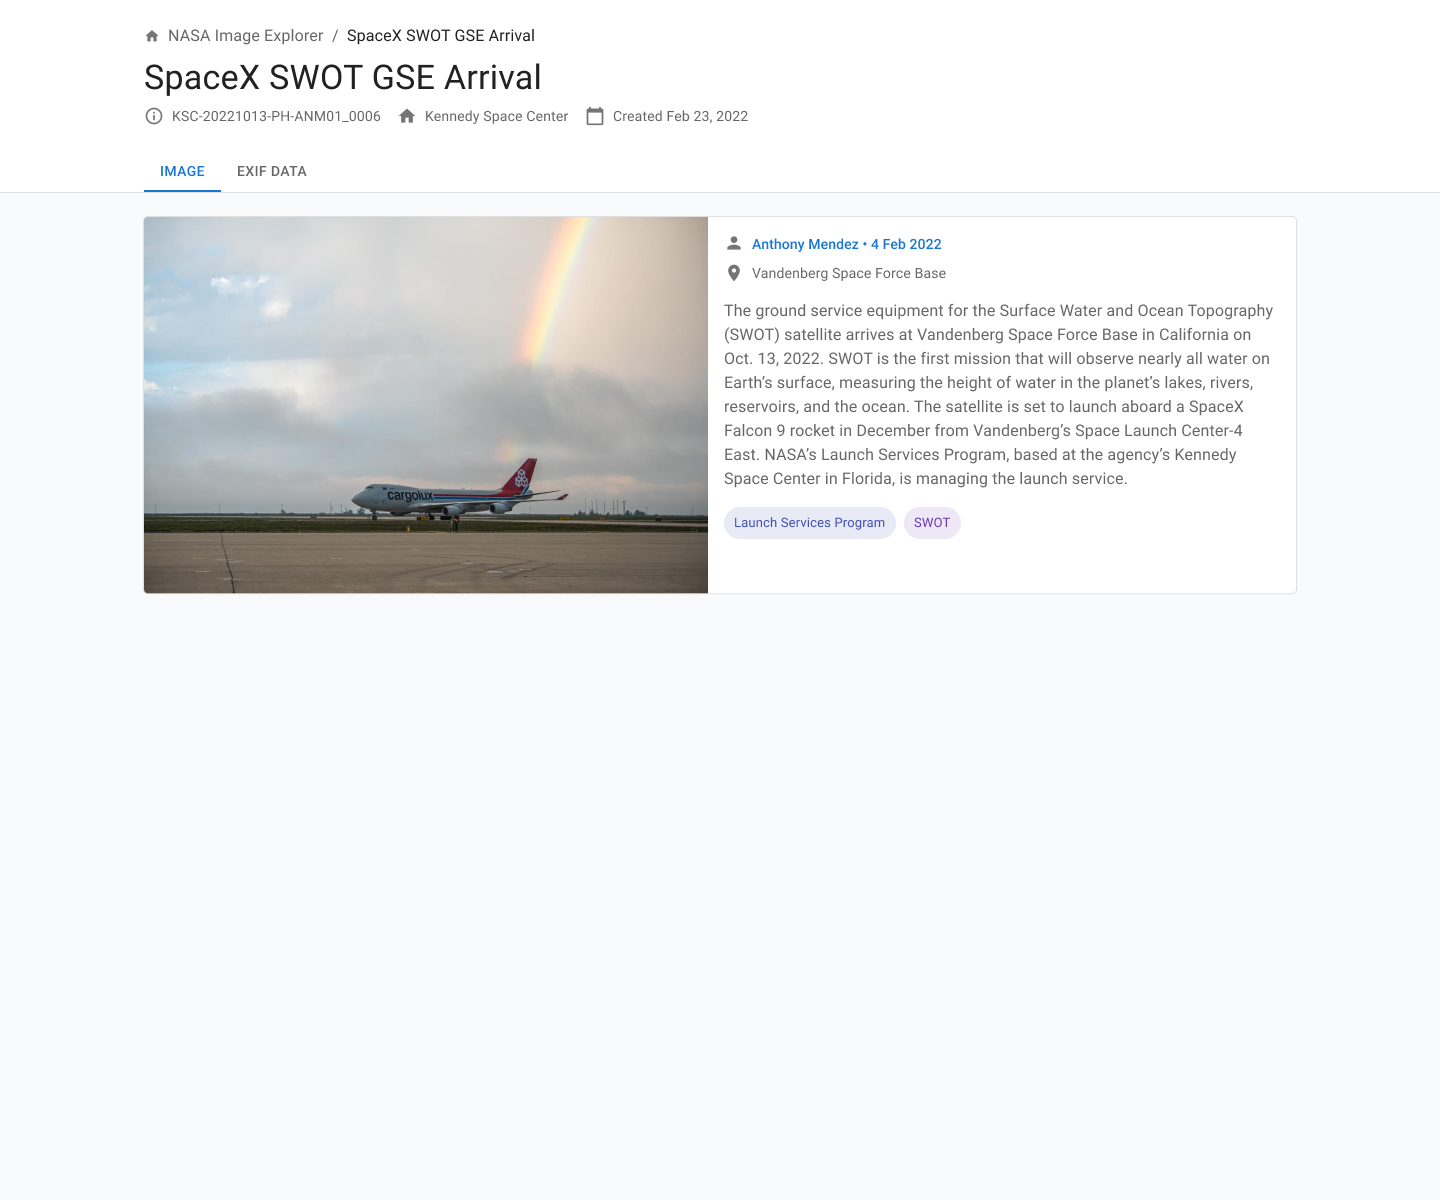 NASA Image Explorer / SpaceX SWOT GSE Arrival
SpaceX SWOT GSE Arrival
KSC-20221013-PH-ANM01_0006 Kennedy Space Center Created Feb 23, 2022
IMAGE EXIF DATA
Anthony Mendez • 4 Feb 2022
Vandenberg Space Force Base
The ground service equipment for the Surface Water and Ocean Topography
(SWOT) satellite arrives at Vandenberg Space Force Base in California on
Oct. 13, 2022. SWOT is the first mission that will observe nearly all water on
Earth’s surface, measuring the height of water in the planet’s lakes, rivers,
reservoirs, and the ocean. The satellite is set to launch aboard a SpaceX
Falcon 9 rocket in December from Vandenberg’s Space Launch Center-4
East. NASA’s Launch Services Program, based at the agency’s Kennedy
Space Center in Florida, is managing the launch service.
Launch Services Program SWOT
cargolux